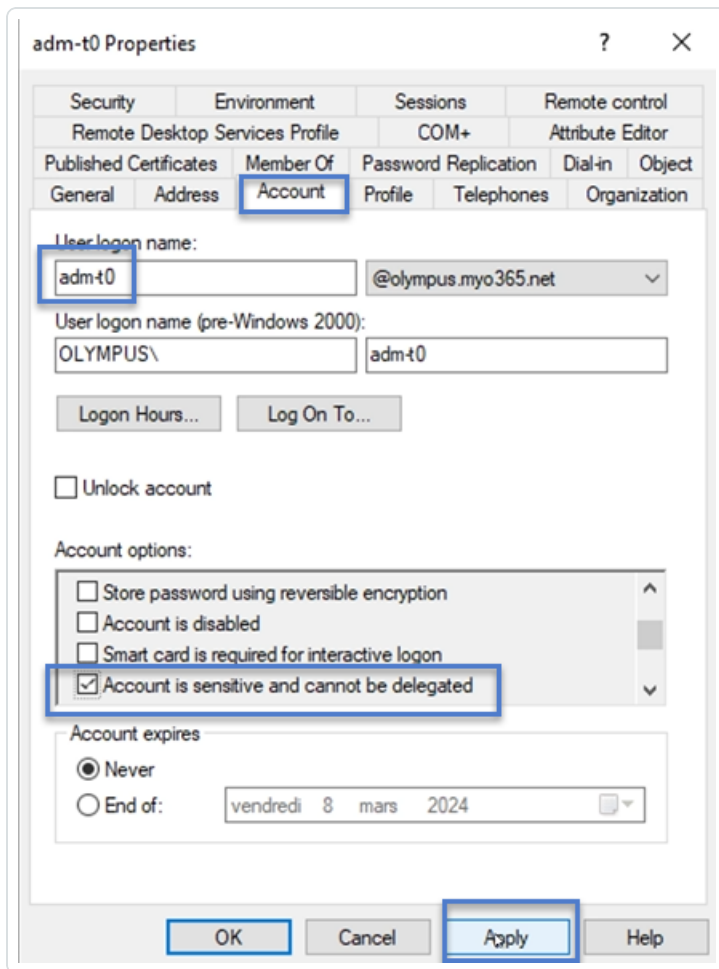 adm-t0 Properties ? ×
Security Environment Sessions Remote control
Remote Desktop Services Profile COM+ Attribute Editor
Published Certificates Member Of Password Replication Dial-in Object
General Address Account Profile Telephones Organization
User logon name:
adm-t0 @olympus.myo365.net
User logon name (pre-Windows 2000):
OLYMPUS\ adm-t0
Logon Hours... Log On To...
Unlock account
Account options:
Store password using reversible encryption
Account is disabled
Smart card is required for interactive logon
Account is sensitive and cannot be delegated
Account expires
Never
End of: vendredi 8 mars 2024
OK Cancel Apply Help